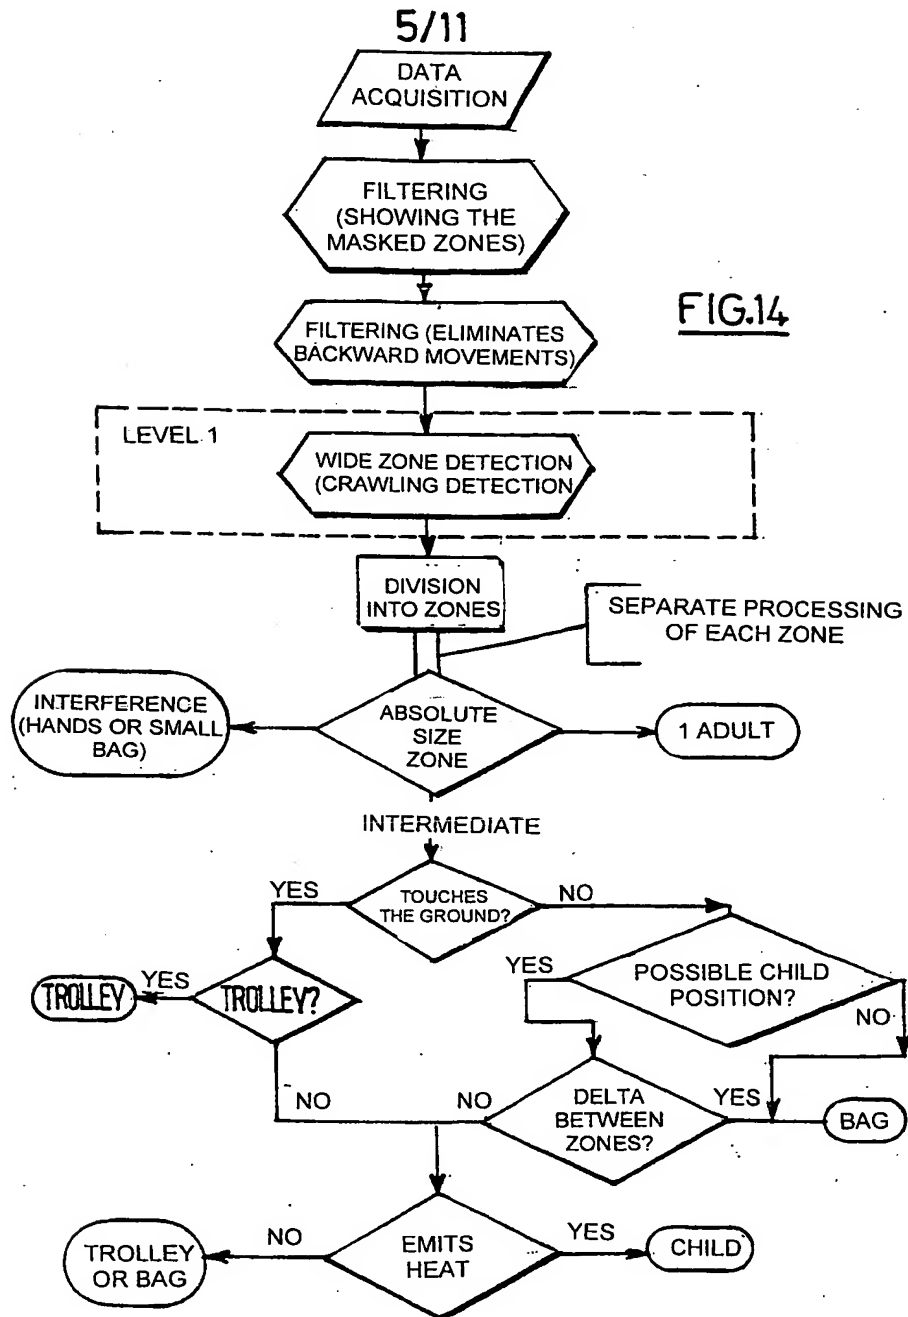 5/11
DATA
ACQUISITION
FILTERING
(SHOWING THE
MASKED ZONES)
FIG.14
FILTERING (ELIMINATES
BACKWARD MOVEMENTS)
LEVEL 1
WIDE ZONE DETECTION
(CRAWLING DETECTION
DIVISION
INTO ZONES
SEPARATE PROCESSING
OF EACH ZONE
INTERFERENCE
(HANDS OR SMALL
BAG)
ABSOLUTE
SIZE
ZONE
1 ADULT
INTERMEDIATE
YES
TOUCHES
THE GROUND?
NO
YES
POSSIBLE CHILD
POSITION?
NO
TROLLEY
YES
TROLLEY?
NO
NO
DELTA
BETWEEN
ZONES?
YES
BAG
NO
EMITS
HEAT
YES
CHILD
TROLLEY
OR BAG